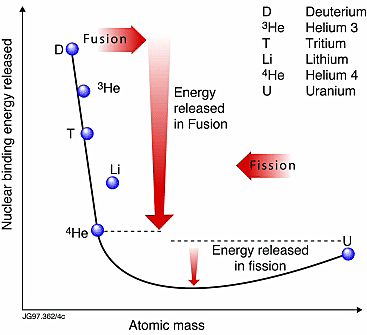 Nuclear binding energy released
D
Fusion
³He
T
Li
⁴He
Energy
released
in Fusion
D Deuterium
³He Helium 3
T Tritium
Li Lithium
⁴He Helium 4
U Uranium
Fission
Energy released
in fission
U
JG97.362/4c
Atomic mass